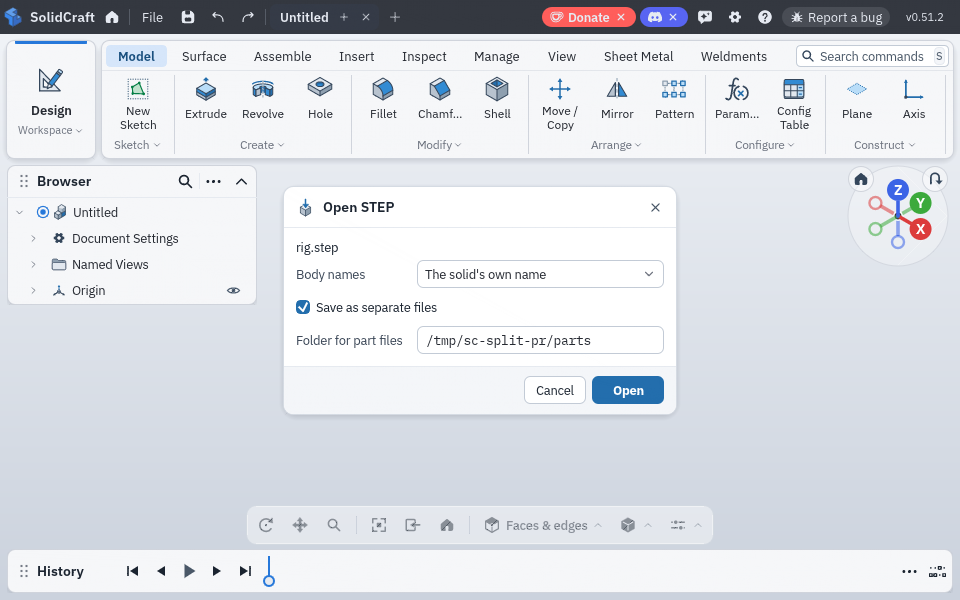 SolidCraft
File
Untitled
Donate
Report a bug
v0.51.2
Design
Workspace
Model
Surface
Assemble
Insert
Inspect
Manage
View
Sheet Metal
Weldments
Search commands
S
New Sketch
Extrude
Revolve
Hole
Fillet
Chamf...
Shell
Move / Copy
Mirror
Pattern
Param...
Config Table
Plane
Axis
Sketch
Create
Modify
Arrange
Configure
Construct
Browser
Untitled
Document Settings
Named Views
Origin
Z
Y
X
Open STEP
rig.step
Body names
The solid's own name
Save as separate files
Folder for part files
/tmp/sc-split-pr/parts
Cancel
Open
Faces & edges
History